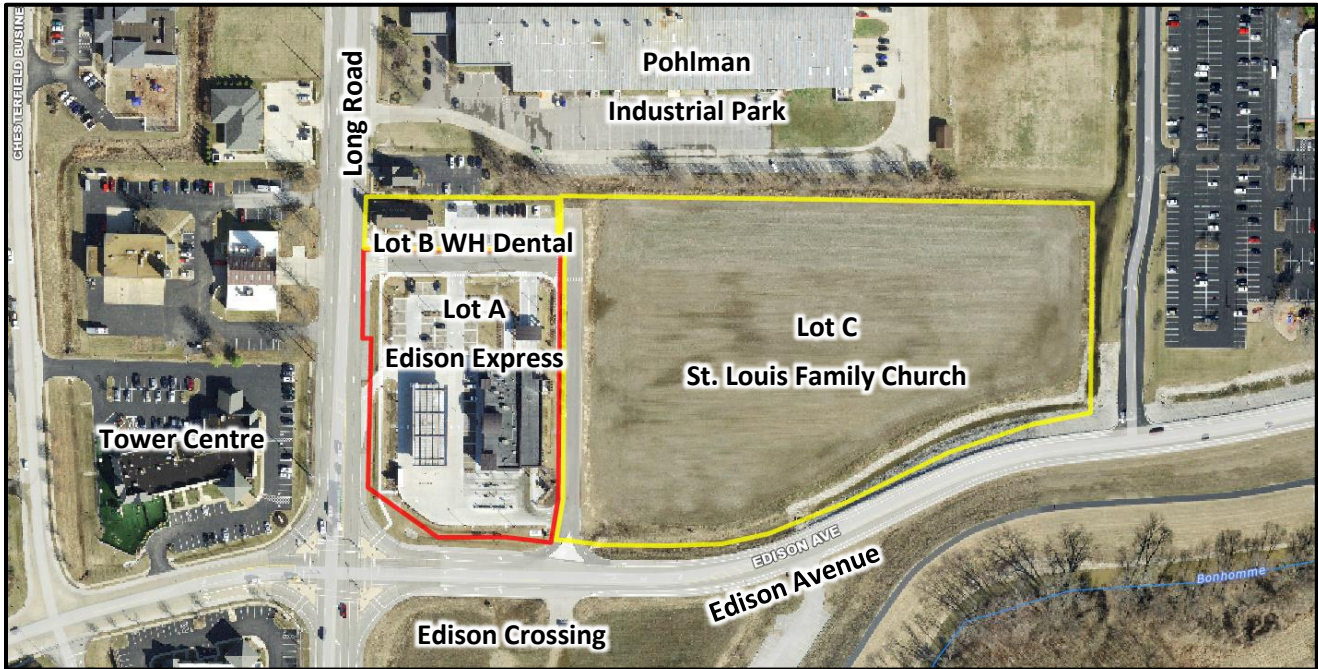 CHESTERFIELD BUSINE
Long Road
Pohlman
Industrial Park
Lot B WH Dental
Lot A
Edison Express
Lot C
St. Louis Family Church
Tower Centre
EDISON AVE
Edison Avenue
Bonhomme
Edison Crossing